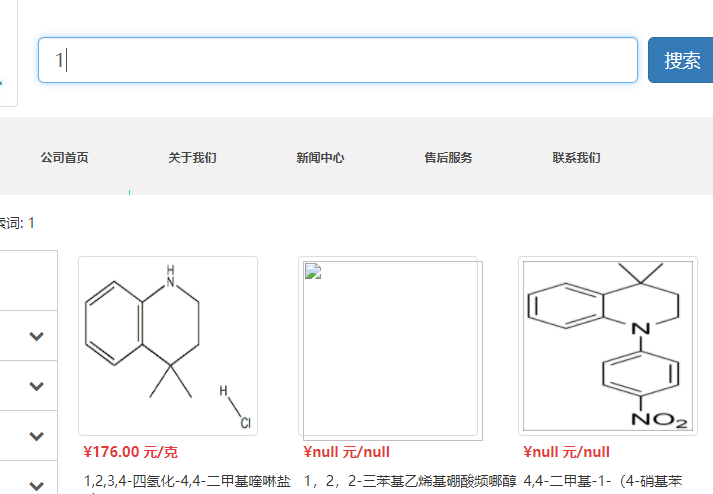 1
搜索
公司首页
关于我们
新闻中心
售后服务
联系我们
索词: 1
H
N
H
Cl
N
NO2
¥176.00 元/克
¥null 元/null
¥null 元/null
1,2,3,4-四氢化-4,4-二甲基喹啉盐
1，2，2-三苯基乙烯基硼酸频哪醇
4,4-二甲基-1-（4-硝基苯